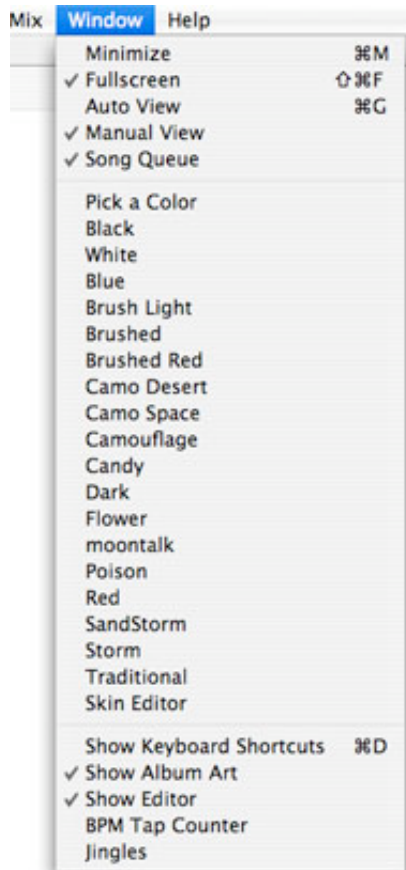 Mix Window Help
Minimize ⌘M
✓ Fullscreen ⇧⌘F
Auto View ⌘G
✓ Manual View
✓ Song Queue
Pick a Color
Black
White
Blue
Brush Light
Brushed
Brushed Red
Camo Desert
Camo Space
Camouflage
Candy
Dark
Flower
moontalk
Poison
Red
SandStorm
Storm
Traditional
Skin Editor
Show Keyboard Shortcuts ⌘D
✓ Show Album Art
✓ Show Editor
BPM Tap Counter
Jingles